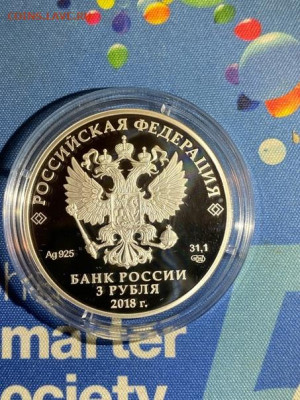 РОССИЙСКАЯ ФЕДЕРАЦИЯ
Ag 925
31,1
БАНК РОССИИ
3 РУБЛЯ
2018 г.
marter
ociety